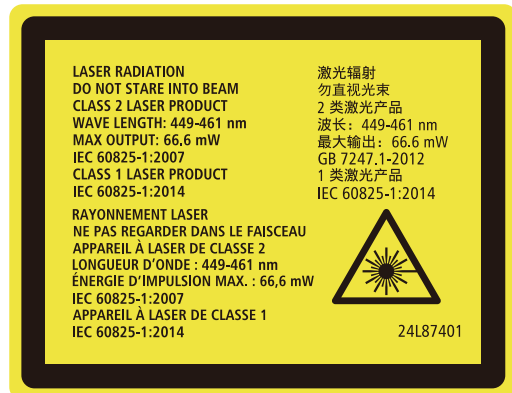 LASER RADIATION
DO NOT STARE INTO BEAM
CLASS 2 LASER PRODUCT
WAVE LENGTH: 449-461 nm
MAX OUTPUT: 66.6 mW
IEC 60825-1:2007
CLASS 1 LASER PRODUCT
IEC 60825-1:2014
RAYONNEMENT LASER
NE PAS REGARDER DANS LE FAISCEAU
APPAREIL À LASER DE CLASSE 2
LONGUEUR D'ONDE : 449-461 nm
ÉNERGIE D'IMPULSION MAX. : 66,6 mW
IEC 60825-1:2007
APPAREIL À LASER DE CLASSE 1
IEC 60825-1:2014
激光辐射
勿直视光束
2 类激光产品
波长：449-461 nm
最大输出：66.6 mW
GB 7247.1-2012
1 类激光产品
IEC 60825-1:2014
24L87401